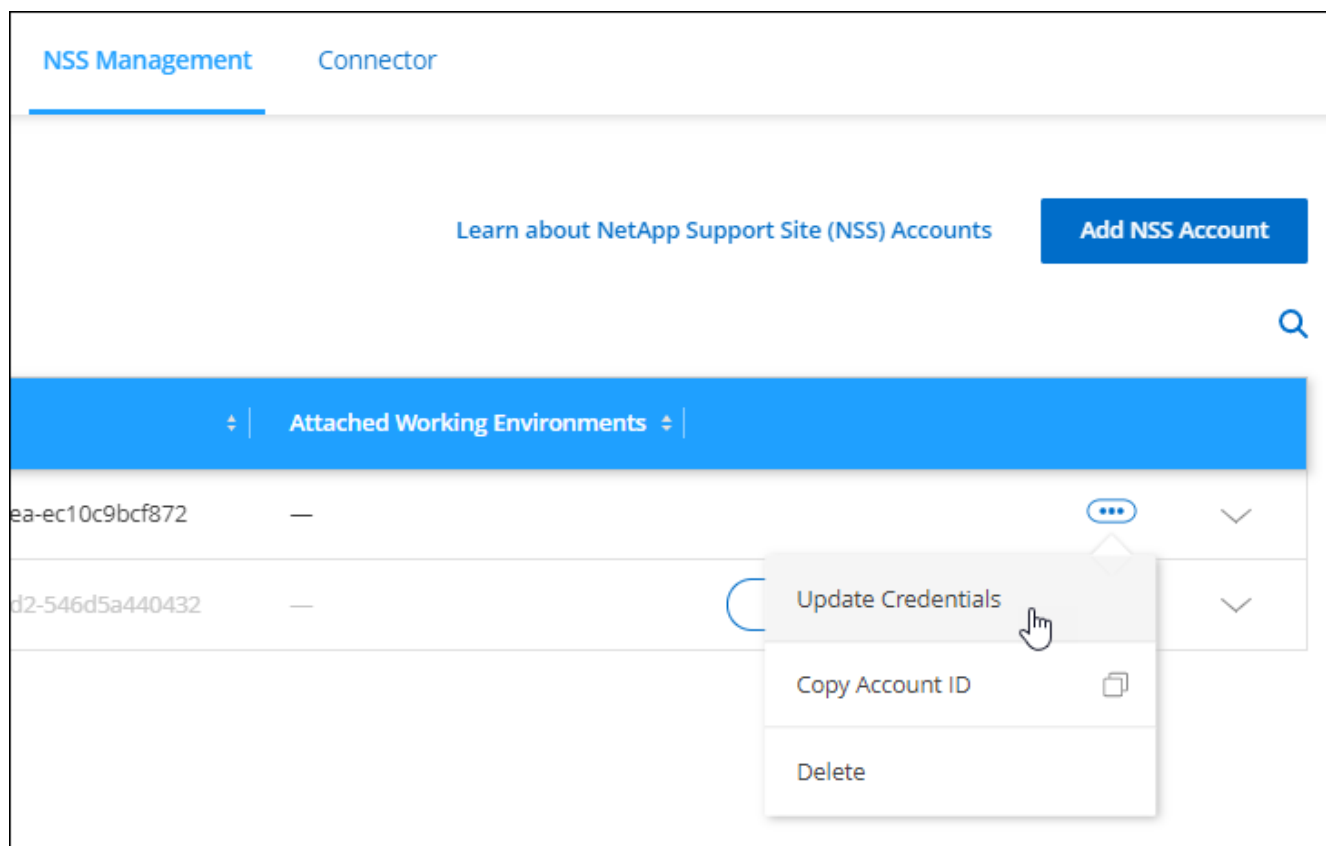 NSS Management Connector
Learn about NetApp Support Site (NSS) Accounts Add NSS Account
Attached Working Environments
ea-ec10c9bcf872 —
d2-546d5a440432 —
Update Credentials
Copy Account ID
Delete